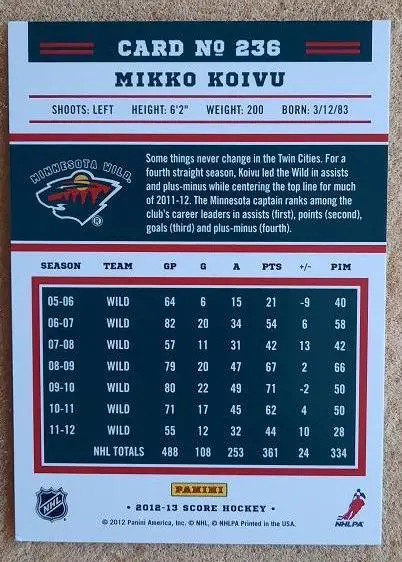 CARD Nº 236
MIKKO KOIVU
SHOOTS: LEFT HEIGHT: 6'2" WEIGHT: 200 BORN: 3/12/83
MINNESOTA WILD.
®
Some things never change in the Twin Cities. For a
fourth straight season, Koivu led the Wild in assists
and plus-minus while centering the top line for much
of 2011-12. The Minnesota captain ranks among the
club's career leaders in assists (first), points (second),
goals (third) and plus-minus (fourth).
SEASON TEAM GP G A PTS +/- PIM
05-06 WILD 64 6 15 21 -9 40
06-07 WILD 82 20 34 54 6 58
07-08 WILD 57 11 31 42 13 42
08-09 WILD 79 20 47 67 2 66
09-10 WILD 80 22 49 71 -2 50
10-11 WILD 71 17 45 62 4 50
11-12 WILD 55 12 32 44 10 28
NHL TOTALS 488 108 253 361 24 334
PANINI
NHL
• 2012-13 SCORE HOCKEY •
© 2012 Panini America, Inc. © NHL, © NHLPA Printed in the USA.
NHLPA